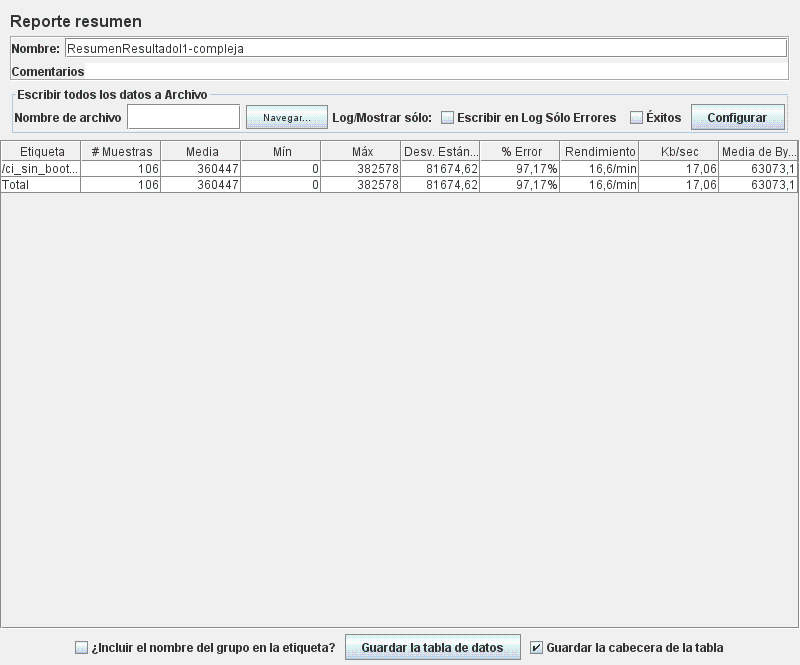 Reporte resumen
Nombre: ResumenResultadoI1-compleja
Comentarios
Escribir todos los datos a Archivo
Nombre de archivo Navegar... Log/Mostrar sólo: Escribir en Log Sólo Errores Éxitos Configurar
Etiqueta # Muestras Media Mín Máx Desv. Están... % Error Rendimiento Kb/sec Media de By...
/ci_sin_boot... 106 360447 0 382578 81674,62 97,17% 16,6/min 17,06 63073,1
Total 106 360447 0 382578 81674,62 97,17% 16,6/min 17,06 63073,1
¿Incluir el nombre del grupo en la etiqueta? Guardar la tabla de datos Guardar la cabecera de la tabla